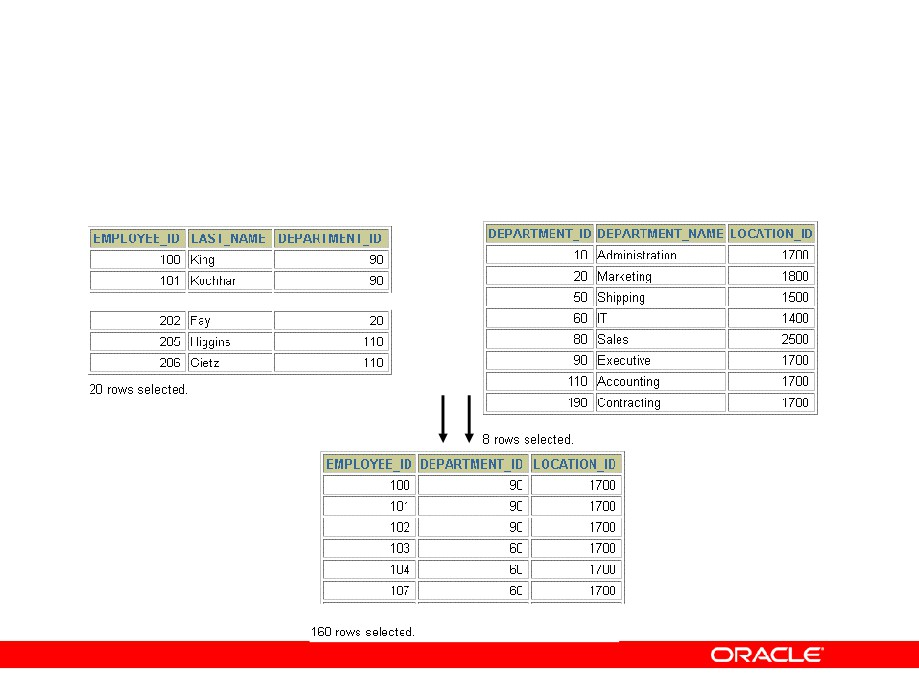 EMPLOYEE_ID LAST_NAME DEPARTMENT_ID
100 King 90
101 Kochhar 90
202 Fay 20
205 Higgins 110
206 Gietz 110
20 rows selected.
DEPARTMENT_ID DEPARTMENT_NAME LOCATION_ID
10 Administration 1700
20 Marketing 1800
50 Shipping 1500
60 IT 1400
80 Sales 2500
90 Executive 1700
110 Accounting 1700
190 Contracting 1700
8 rows selected.
EMPLOYEE_ID DEPARTMENT_ID LOCATION_ID
100 90 1700
101 90 1700
102 90 1700
103 60 1700
104 60 1700
107 60 1700
160 rows selected.
ORACLE